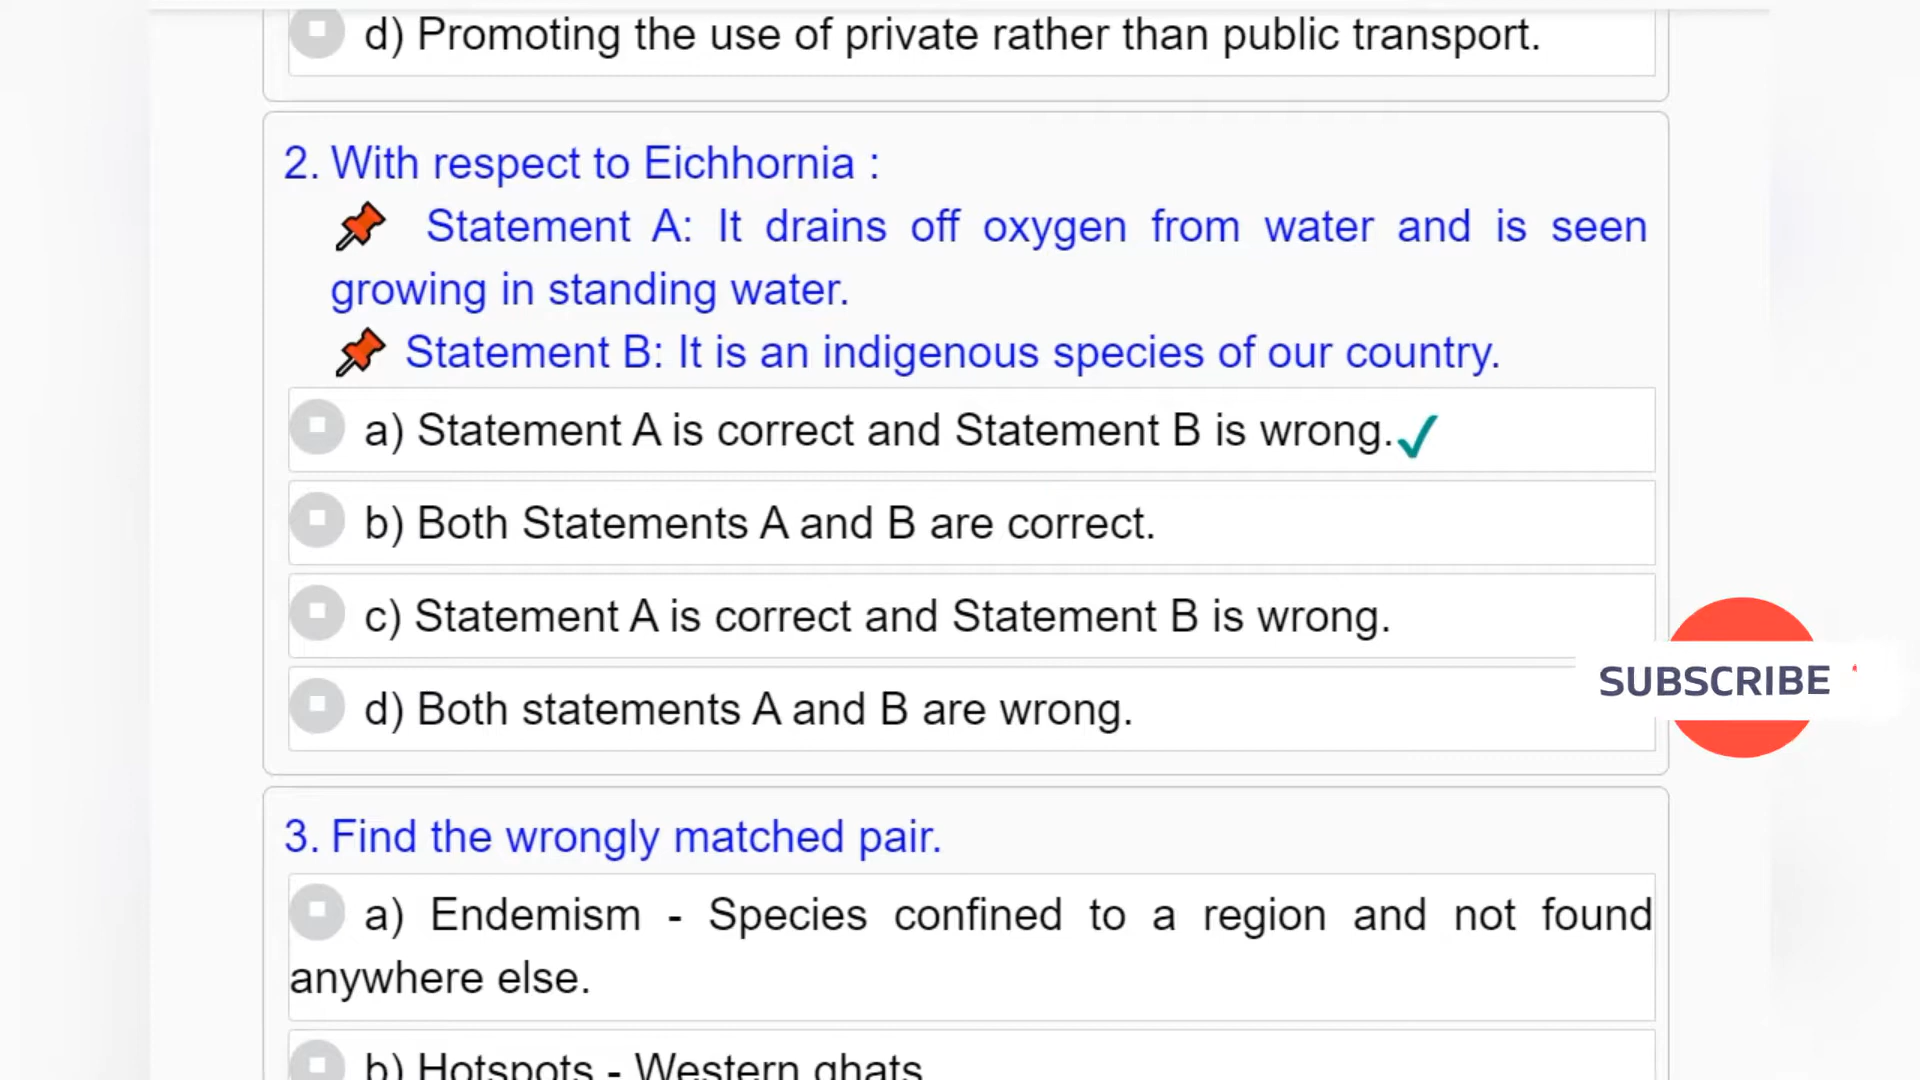 d) Promoting the use of private rather than public transport.
2. With respect to Eichhornia :
Statement A: It drains off oxygen from water and is seen
growing in standing water.
Statement B: It is an indigenous species of our country.
a) Statement A is correct and Statement B is wrong.
b) Both Statements A and B are correct.
c) Statement A is correct and Statement B is wrong.
d) Both statements A and B are wrong.
SUBSCRIBE
3. Find the wrongly matched pair.
a) Endemism - Species confined to a region and not found
anywhere else.
b) Hotspots - Western ghats